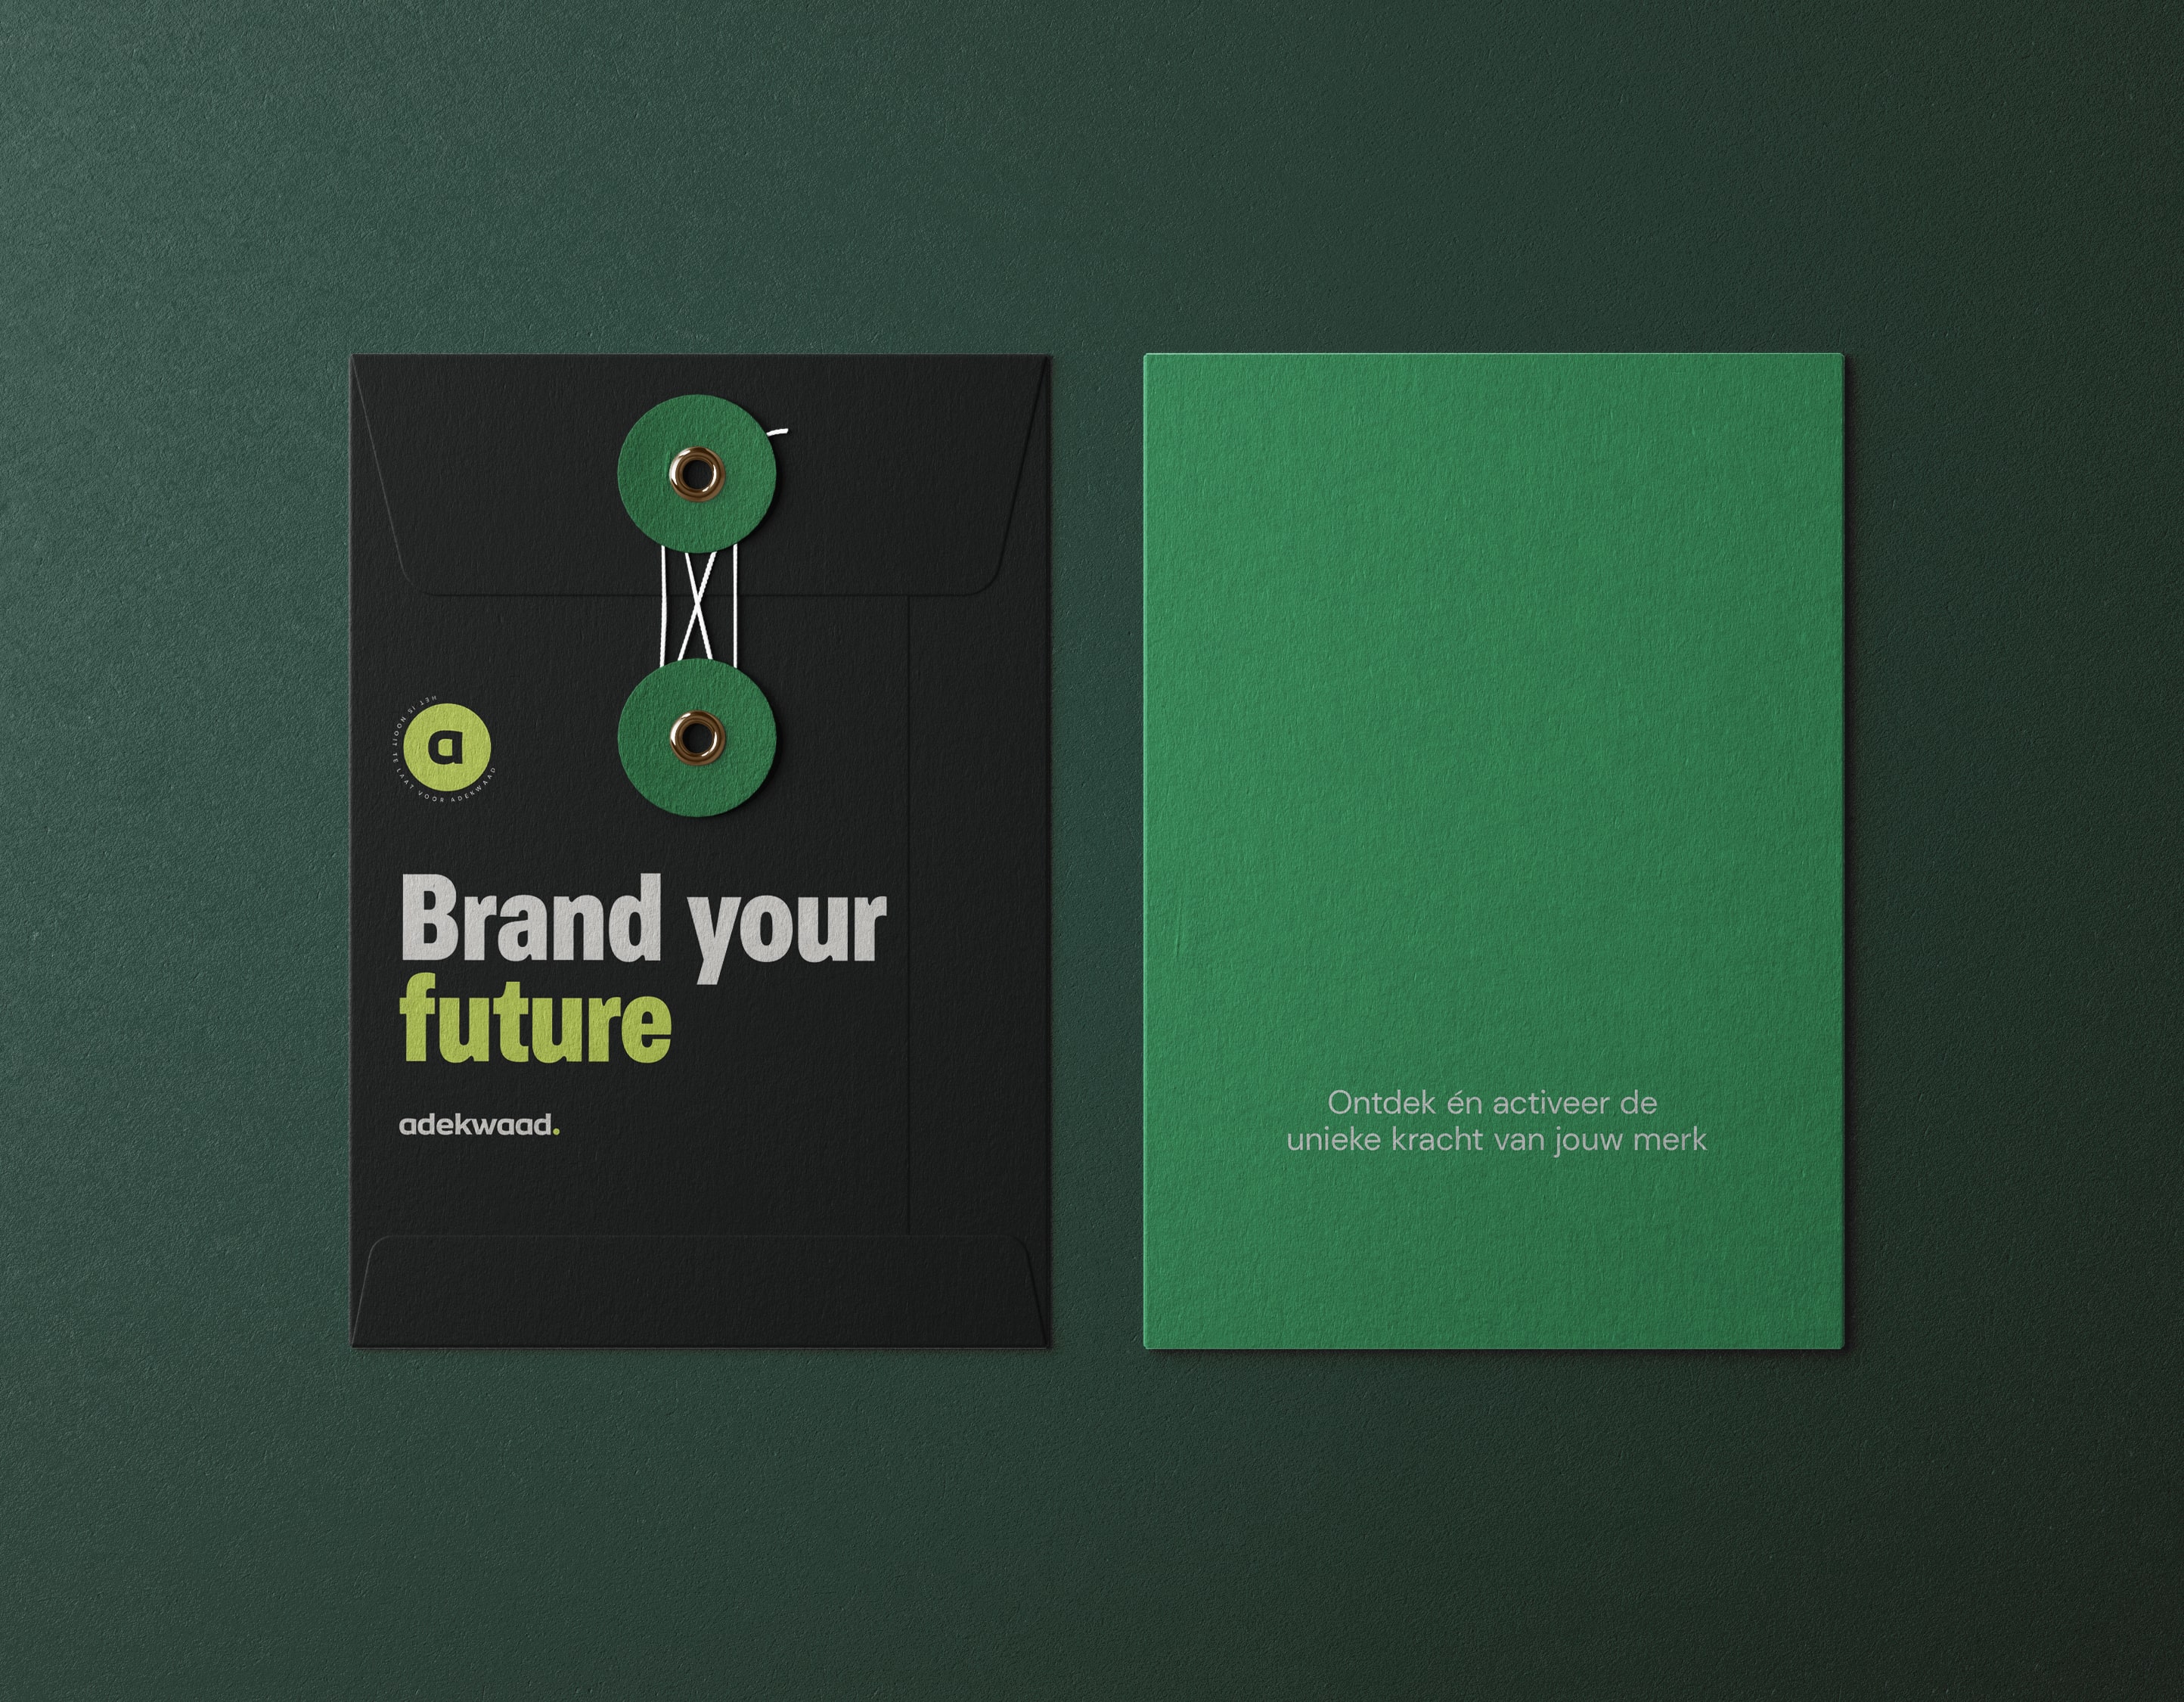 HET IS NOOIT TE LAAT VOOR ADEKWAAD
a
Brand your
future
adekwaad.
Ontdek én activeer de
unieke kracht van jouw merk